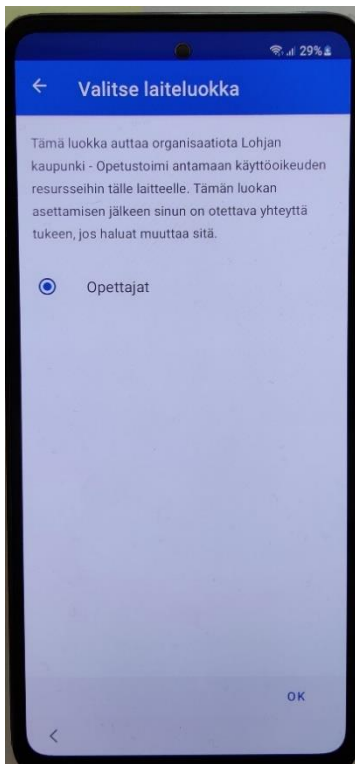 29%
Valitse laiteluokka
Tämä luokka auttaa organisaatiota Lohjan
kaupunki - Opetustoimi antamaan käyttöoikeuden
resursseihin tälle laitteelle. Tämän luokan
asettamisen jälkeen sinun on otettava yhteyttä
tukeen, jos haluat muuttaa sitä.
Opettajat
OK